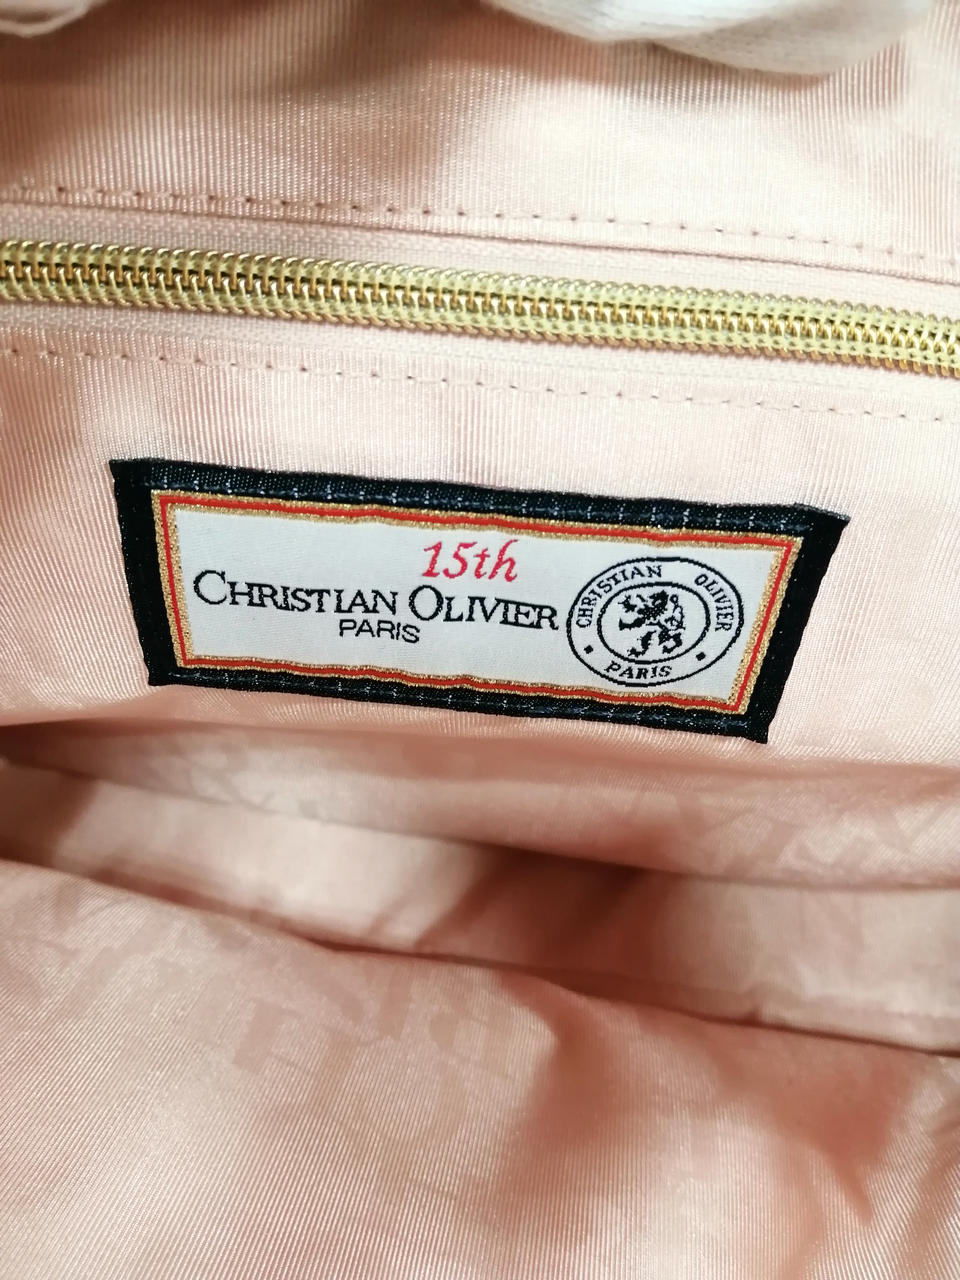 15th
CHRISTIAN OLIVIER
PARIS
CHRISTIAN OLIVIER
• PARIS •